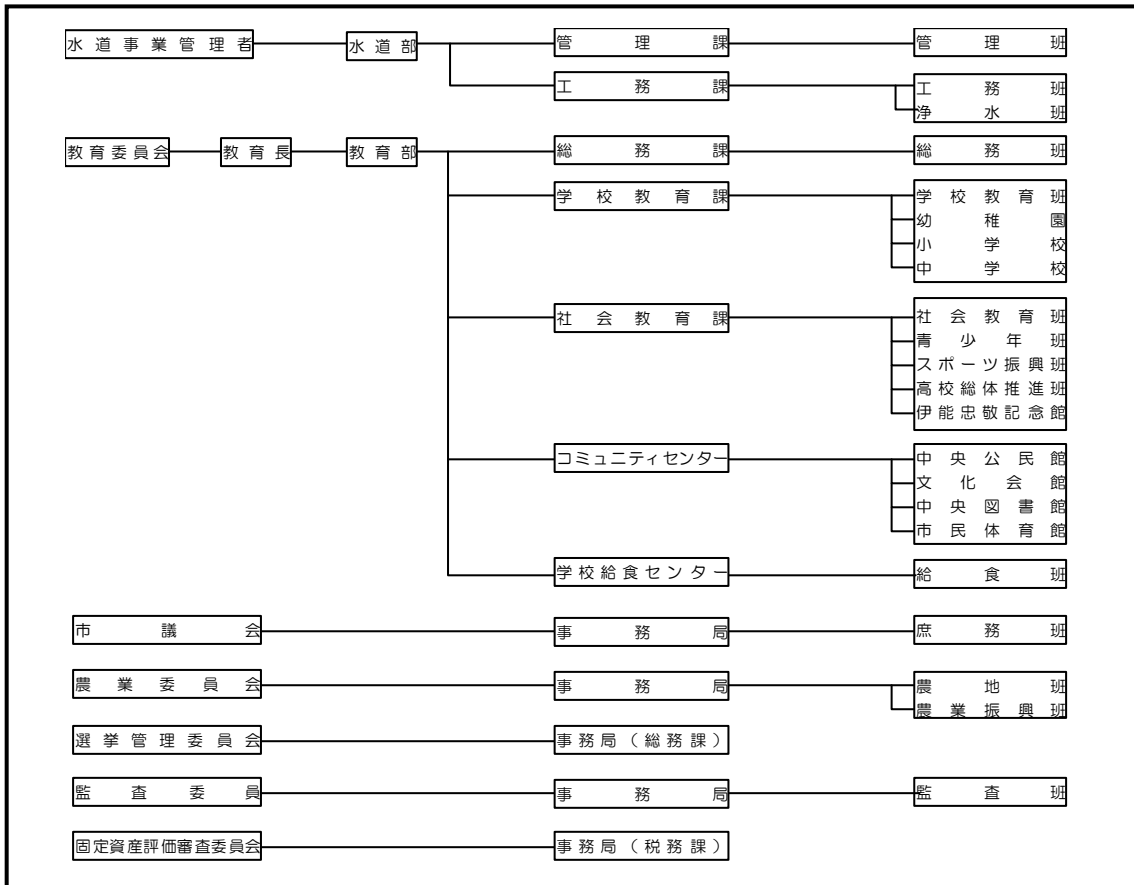 水道事業管理者 水道部 管理課 管理班
工務課 工務班
浄水班
教育委員会 教育長 教育部 総務課 総務班
学校教育課 学校教育班
幼稚園
小学校
中学校
社会教育課 社会教育班
青少年班
スポーツ振興班
高校総体推進班
伊能忠敬記念館
コミュニティセンター 中央公民館
文化会館
中央図書館
市民体育館
学校給食センター 給食班
市議会 事務局 庶務班
農業委員会 事務局 農地班
農業振興班
選挙管理委員会 事務局（総務課）
監査委員 事務局 監査班
固定資産評価審査委員会 事務局（税務課）